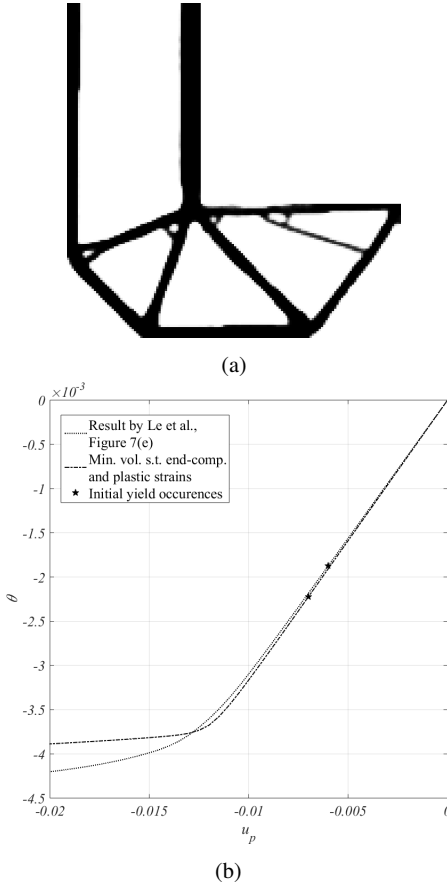 (a)
×10⁻³
0
-0.5
-1
-1.5
-2
-2.5
-3
-3.5
-4
-4.5
θ
Result by Le et al.,
Figure 7(e)
Min. vol. s.t. end-comp.
and plastic strains
Initial yield occurences
-0.02 -0.015 -0.01 -0.005 0
u_p
(b)